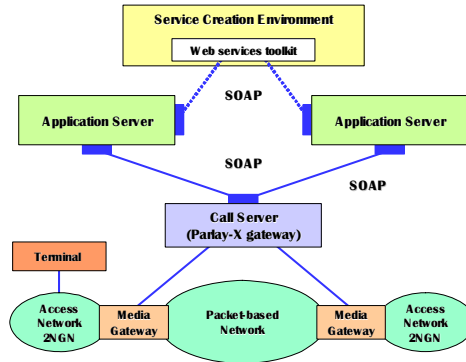 Service Creation Environment
Web services toolkit
SOAP
Application Server
Application Server
SOAP
SOAP
Call Server
(Parlay-X gateway)
Terminal
Access
Network
2NGN
Media
Gateway
Packet-based
Network
Media
Gateway
Access
Network
2NGN